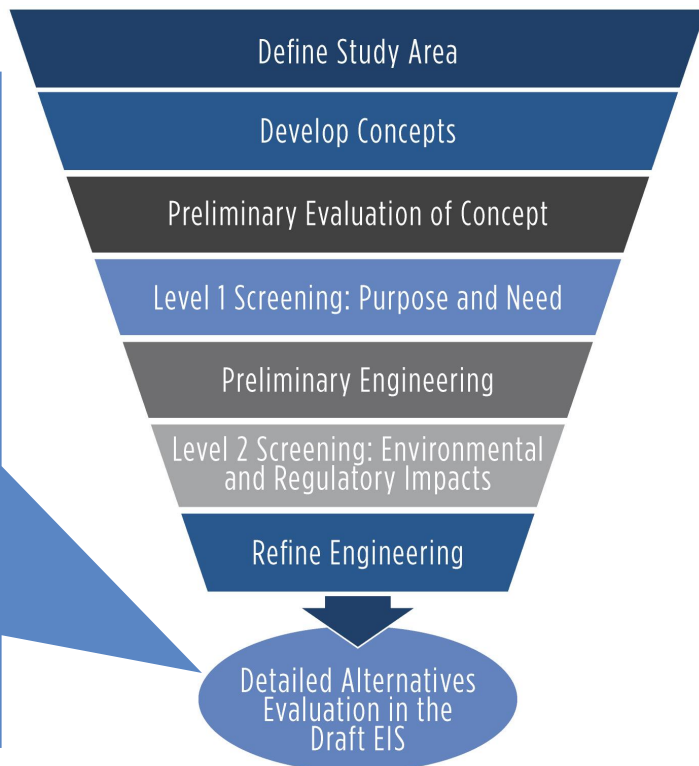 Define Study Area
Develop Concepts
Preliminary Evaluation of Concept
Level 1 Screening: Purpose and Need
Preliminary Engineering
Level 2 Screening: Environmental
and Regulatory Impacts
Refine Engineering
Detailed Alternatives
Evaluation in the
Draft EIS